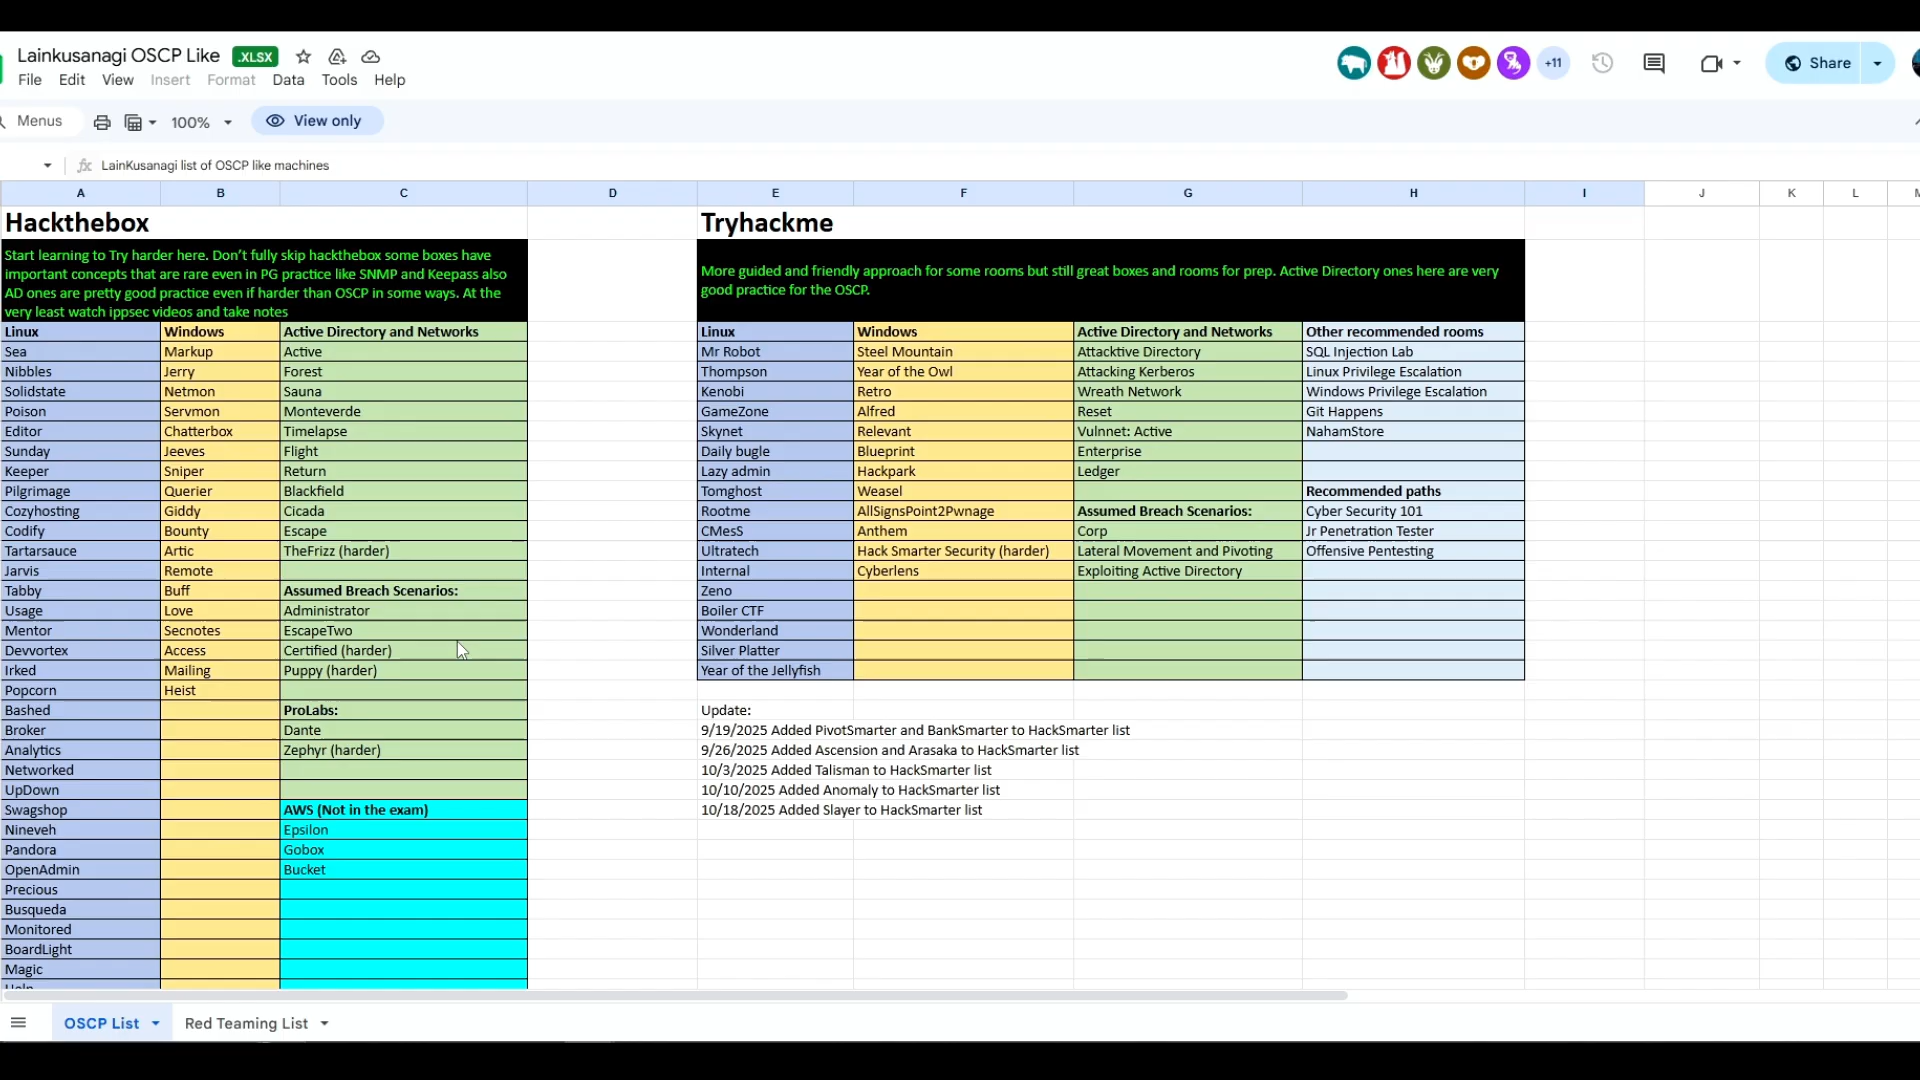 Lainkusanagi OSCP Like .XLSX
+11
Share
File Edit View Insert Format Data Tools Help
Menus 100% View only
fx LainKusanagi list of OSCP like machines
A B C D E F G H I J K L
Hackthebox
Start learning to Try harder here. Don't fully skip hackthebox some boxes have
important concepts that are rare even in PG practice like SNMP and Keepass also
AD ones are pretty good practice even if harder than OSCP in some ways. At the
very least watch ippsec videos and take notes
Linux Windows Active Directory and Networks
Sea Markup Active
Nibbles Jerry Forest
Solidstate Netmon Sauna
Poison Servmon Monteverde
Editor Chatterbox Timelapse
Sunday Jeeves Flight
Keeper Sniper Return
Pilgrimage Querier Blackfield
Cozyhosting Giddy Cicada
Codify Bounty Escape
Tartarsauce Artic TheFrizz (harder)
Jarvis Remote
Tabby Buff Assumed Breach Scenarios:
Usage Love Administrator
Mentor Secnotes EscapeTwo
Devvortex Access Certified (harder)
Irked Mailing Puppy (harder)
Popcorn Heist
Bashed ProLabs:
Broker Dante
Analytics Zephyr (harder)
Networked
UpDown
Swagshop AWS (Not in the exam)
Nineveh Epsilon
Pandora Gobox
OpenAdmin Bucket
Precious
Busqueda
Monitored
BoardLight
Magic
Tryhackme
More guided and friendly approach for some rooms but still great boxes and rooms for prep. Active Directory ones here are very
good practice for the OSCP.
Linux Windows Active Directory and Networks Other recommended rooms
Mr Robot Steel Mountain Attacktive Directory SQL Injection Lab
Thompson Year of the Owl Attacking Kerberos Linux Privilege Escalation
Kenobi Retro Wreath Network Windows Privilege Escalation
GameZone Alfred Reset Git Happens
Skynet Relevant Vulnnet: Active NahamStore
Daily bugle Blueprint Enterprise
Lazy admin Hackpark Ledger
Tomghost Weasel Recommended paths
Rootme AllSignsPoint2Pwnage Assumed Breach Scenarios: Cyber Security 101
CMesS Anthem Corp Jr Penetration Tester
Ultratech Hack Smarter Security (harder) Lateral Movement and Pivoting Offensive Pentesting
Internal Cyberlens Exploiting Active Directory
Zeno
Boiler CTF
Wonderland
Silver Platter
Year of the Jellyfish
Update:
9/19/2025 Added PivotSmarter and BankSmarter to HackSmarter list
9/26/2025 Added Ascension and Arasaka to HackSmarter list
10/3/2025 Added Talisman to HackSmarter list
10/10/2025 Added Anomaly to HackSmarter list
10/18/2025 Added Slayer to HackSmarter list
OSCP List Red Teaming List